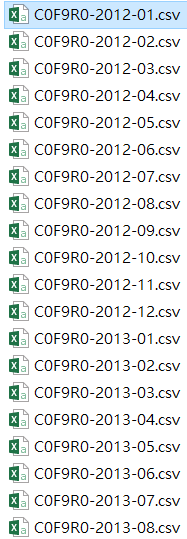 C0F9R0-2012-01.csv
C0F9R0-2012-02.csv
C0F9R0-2012-03.csv
C0F9R0-2012-04.csv
C0F9R0-2012-05.csv
C0F9R0-2012-06.csv
C0F9R0-2012-07.csv
C0F9R0-2012-08.csv
C0F9R0-2012-09.csv
C0F9R0-2012-10.csv
C0F9R0-2012-11.csv
C0F9R0-2012-12.csv
C0F9R0-2013-01.csv
C0F9R0-2013-02.csv
C0F9R0-2013-03.csv
C0F9R0-2013-04.csv
C0F9R0-2013-05.csv
C0F9R0-2013-06.csv
C0F9R0-2013-07.csv
C0F9R0-2013-08.csv